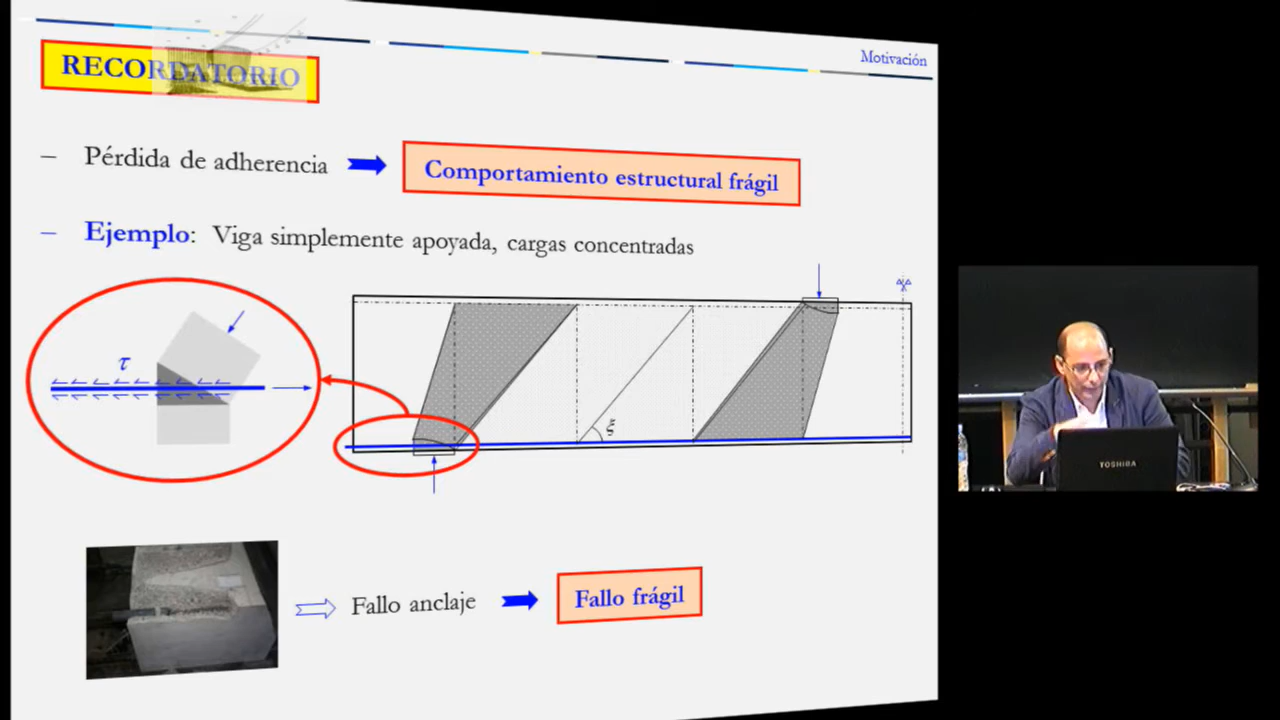 Motivación
RECORDATORIO
– Pérdida de adherencia
Comportamiento estructural frágil
– Ejemplo: Viga simplemente apoyada, cargas concentradas
τ
ξ
Fallo anclaje
Fallo frágil
TOSHIBA